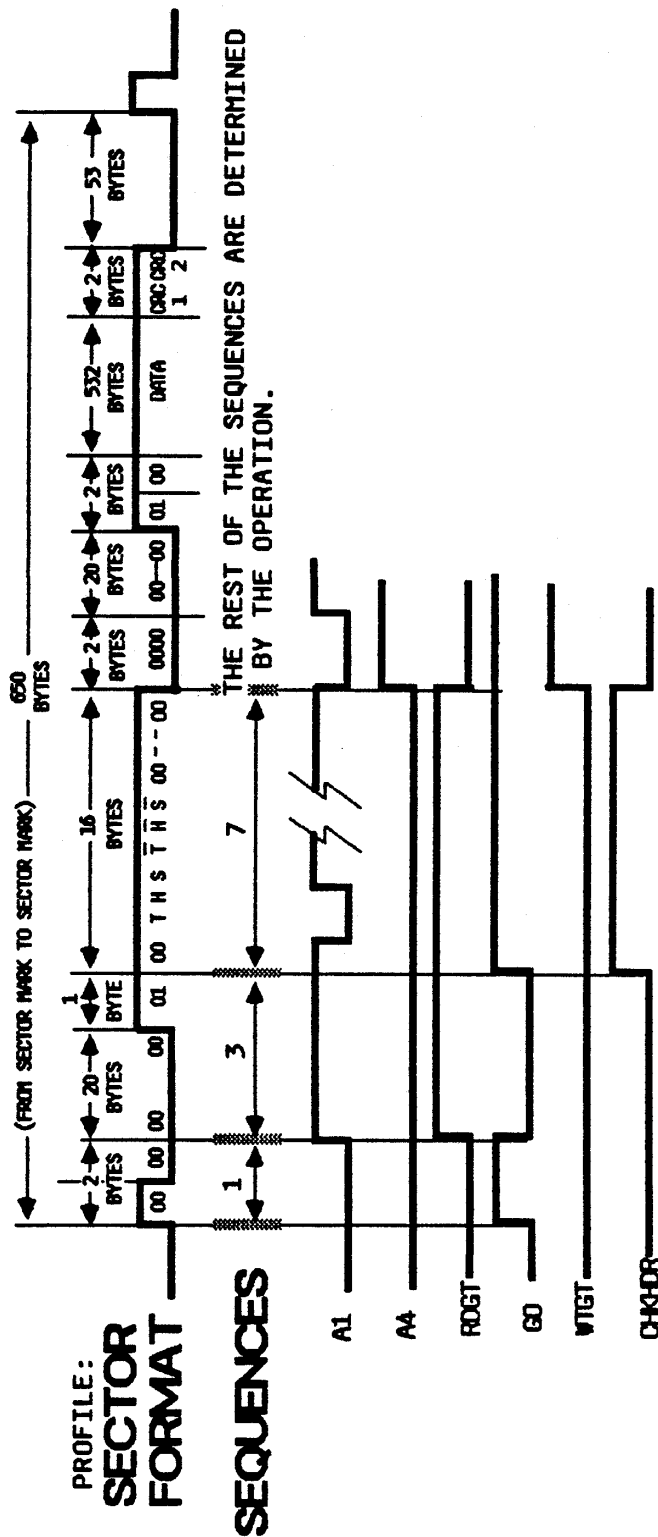 PROFILE:
SECTOR
FORMAT
(FROM SECTOR MARK TO SECTOR MARK)
650
BYTES
2
BYTES
20
BYTES
1
BYTE
16
BYTES
2
BYTES
20
BYTES
2
BYTES
532
BYTES
2
BYTES
53
BYTES
00 00 00 00 01 00 T H S T̅ H̅ S̅ 00 -- 00 0000 00—00 01 00 DATA CRC CRC
1 2
SEQUENCES
1 3 7
THE REST OF THE SEQUENCES ARE DETERMINED
BY THE OPERATION.
A1
A4
RDGT
GO
WTGT
CHKHDR